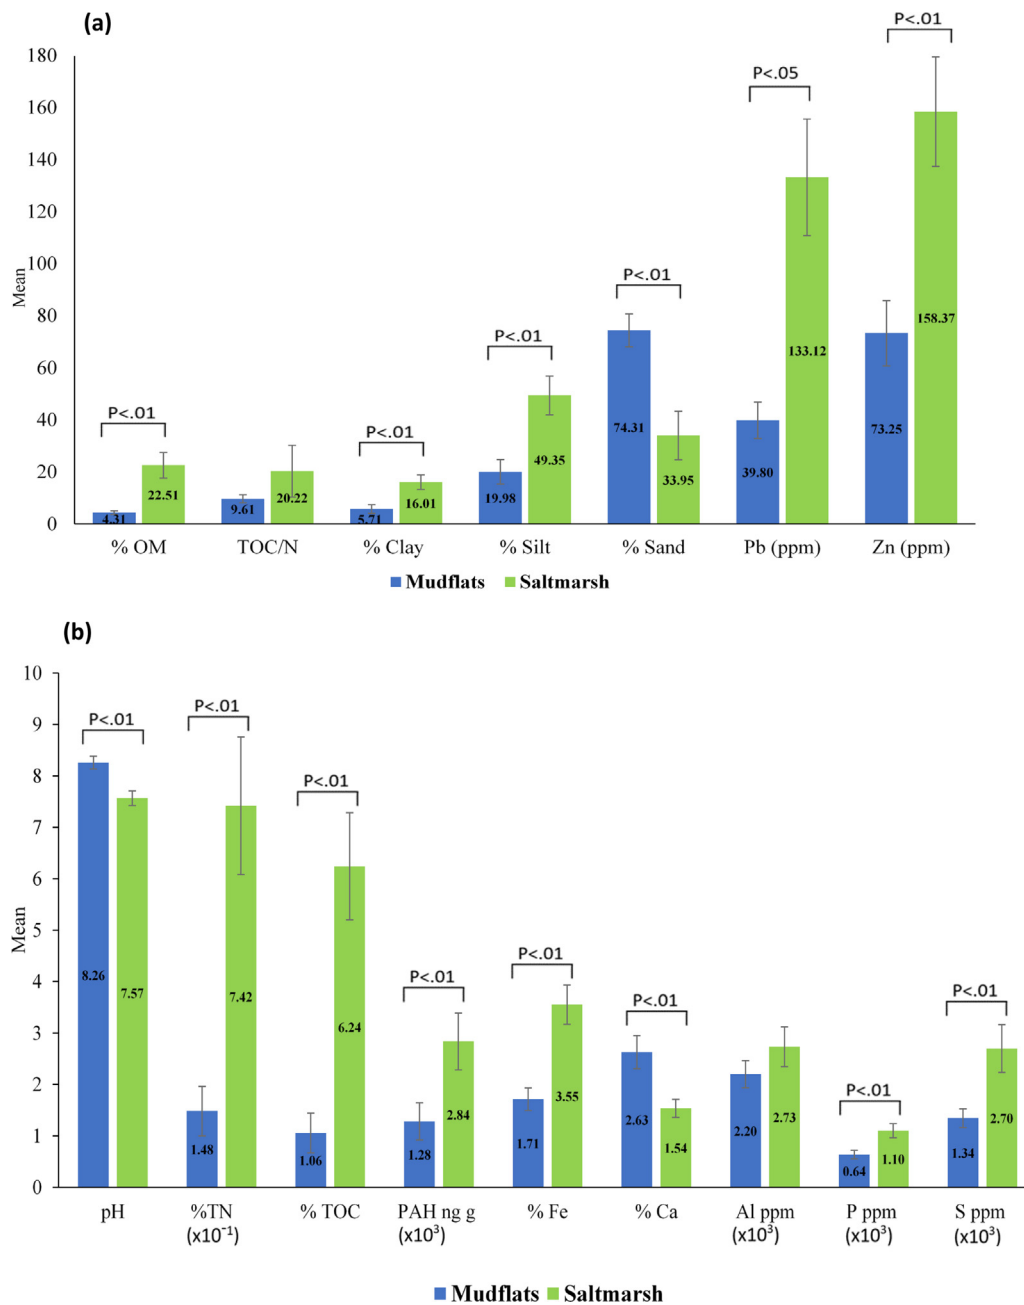 (a)
P<.01
P<.05
P<.01
P<.01
P<.01
P<.01
P<.01
180
160
140
120
100
80
60
40
20
0
Mean
4.31
22.51
9.61
20.22
5.71
16.01
19.98
49.35
74.31
33.95
39.80
133.12
73.25
158.37
% OM TOC/N % Clay % Silt % Sand Pb (ppm) Zn (ppm)
Mudflats Saltmarsh
(b)
10
9
8
7
6
5
4
3
2
1
0
Mean
P<.01
P<.01
P<.01
P<.01
P<.01
P<.01
P<.01
P<.01
8.26
7.57
1.48
7.42
1.06
6.24
1.28
2.84
1.71
3.55
2.63
1.54
2.20
2.73
0.64
1.10
1.34
2.70
pH %TN % TOC PAH ng g % Fe % Ca Al ppm P ppm S ppm
(x10⁻¹) (x10³) (x10³) (x10³) (x10³)
Mudflats Saltmarsh